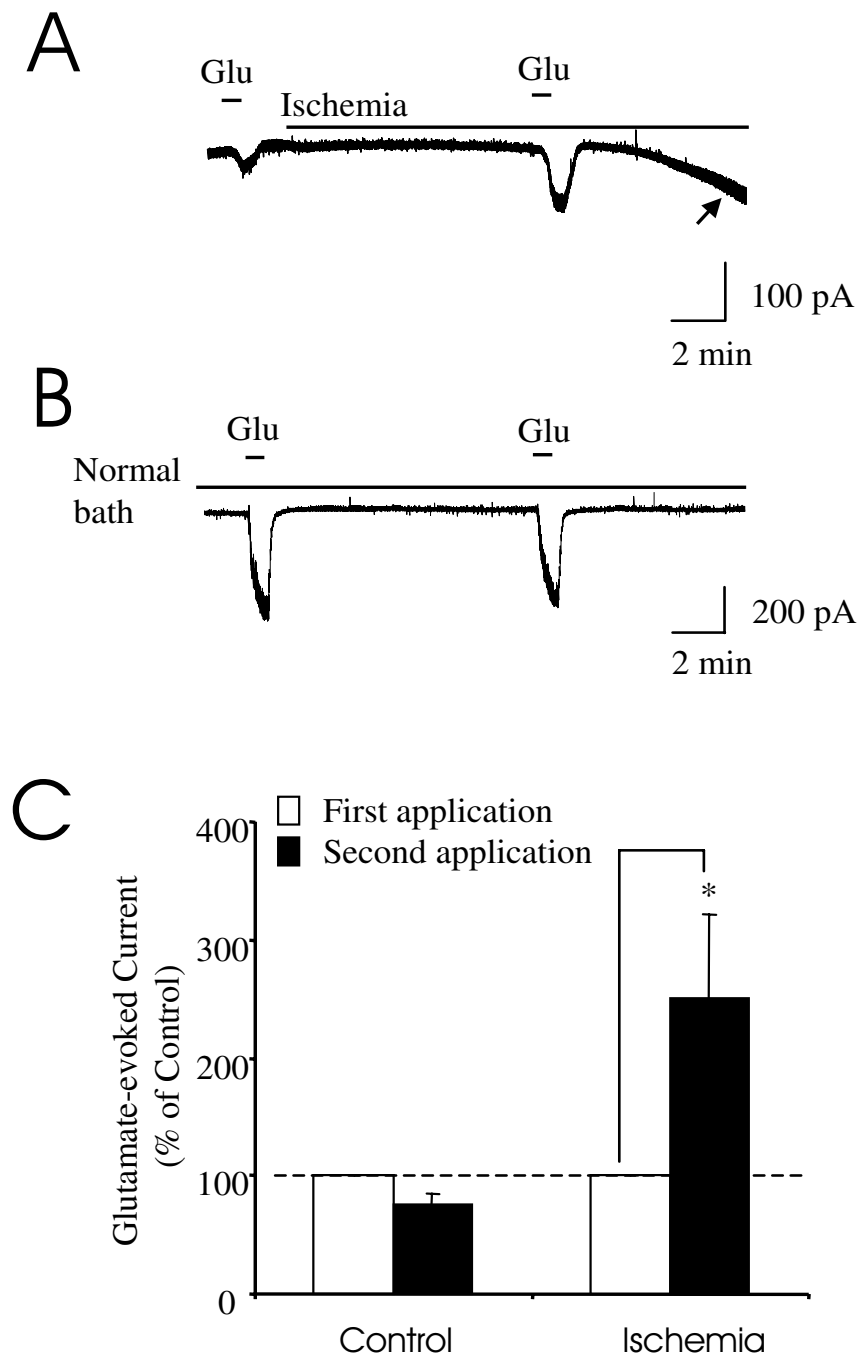 A
Glu
Glu
Ischemia
100 pA
2 min
B
Glu
Glu
Normal
bath
200 pA
2 min
C
First application
Second application
Glutamate-evoked Current
(% of Control)
400
300
200
100
0
*
Control
Ischemia